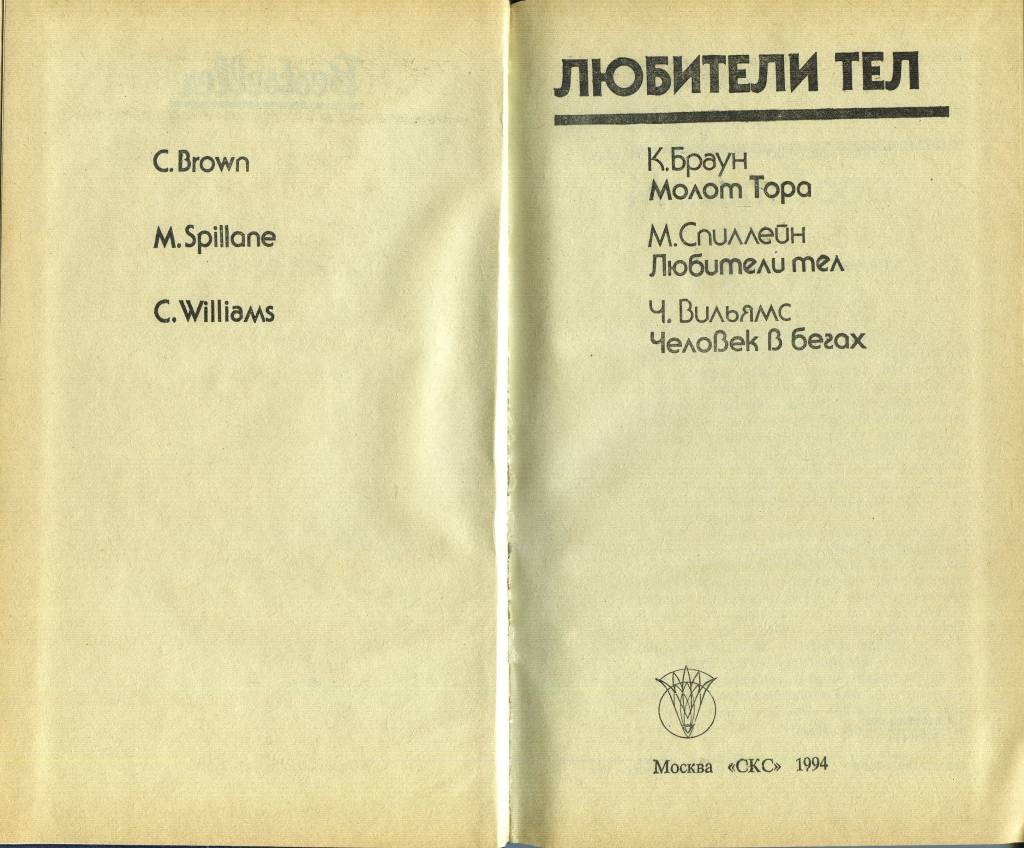 C. Brown
M. Spillane
C. Williams
ЛЮБИТЕЛИ ТЕЛ
К. Браун
Молот Тора
М. Спиллейн
Любители тел
Ч. Вильямс
Человек в бегах
Москва «СКС» 1994